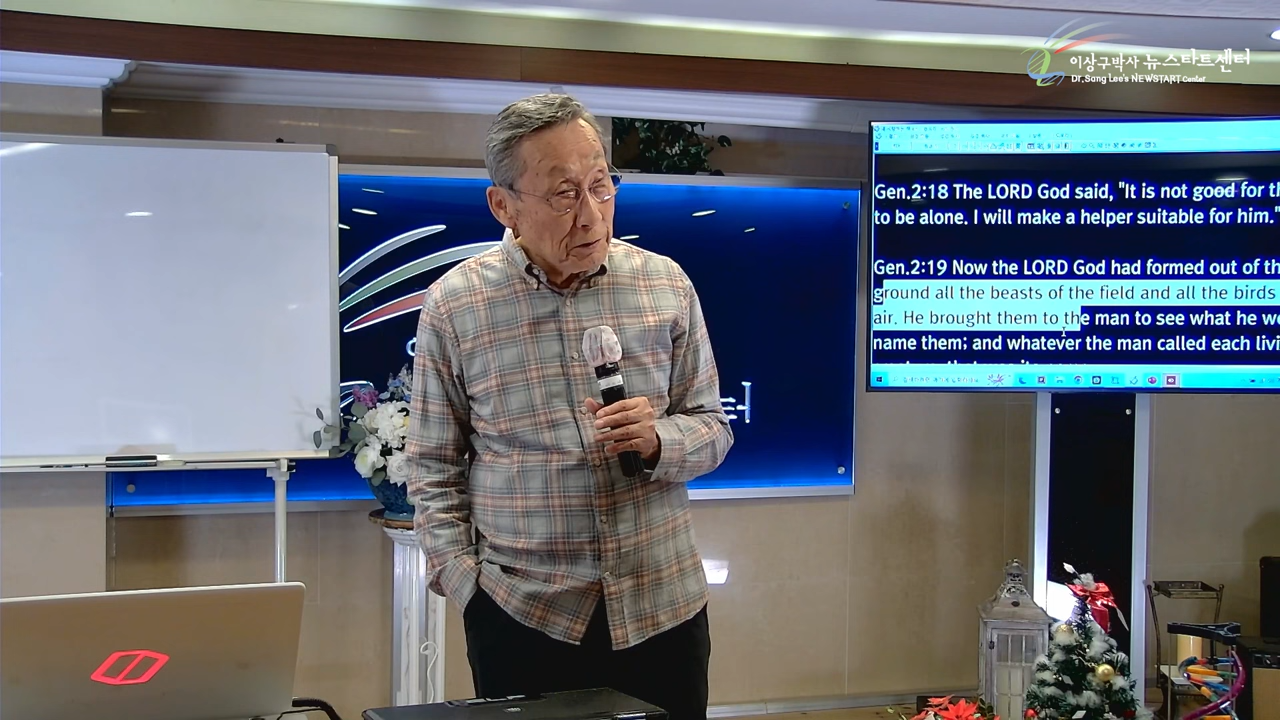 이상구박사 뉴스타트센터
Dr. Sang Lee's NEWSTART Center
Gen.2:18 The LORD God said, "It is not good for th
to be alone. I will make a helper suitable for him."
Gen.2:19 Now the LORD God had formed out of th
ground all the beasts of the field and all the birds
air. He brought them to the man to see what he wo
name them; and whatever the man called each livi